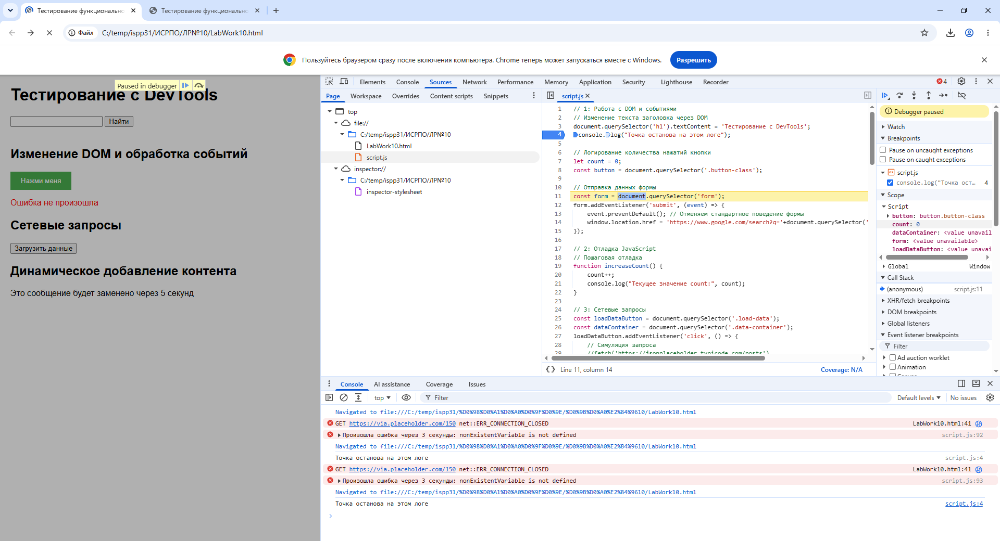 Тестирование функционально
Тестирование функционально
Файл
C:/temp/ispp31/ИСРПО/ЛР№10/LabWork10.html
Пользуйтесь браузером сразу после включения компьютера. Chrome теперь может запускаться вместе с Windows.
Разрешить
Paused in debugger
Тестирование с DevTools
Найти
Изменение DOM и обработка событий
Нажми меня
Ошибка не произошла
Сетевые запросы
Загрузить данные
Динамическое добавление контента
Это сообщение будет заменено через 5 секунд
Elements Console Sources Network Performance Memory Application Security Lighthouse Recorder
4
Page Workspace Overrides Content scripts Snippets
top
file://
C:/temp/ispp31/ИСРПО/ЛР№10
LabWork10.html
script.js
inspector://
C:/temp/ispp31/ИСРПО/ЛР№10
inspector-stylesheet
script.js
1 // 1: Работа с DOM и событиями
2 // Изменение текста заголовка через DOM
3 document.querySelector('h1').textContent = 'Тестирование с DevTools';
4 console.log("Точка останова на этом логе");
5
6 // Логирование количества нажатий кнопки
7 let count = 0;
8 const button = document.querySelector('.button-class');
9
10 // Отправка данных формы
11 const form = document.querySelector('form');
12 form.addEventListener('submit', (event) => {
13 event.preventDefault(); // Отменяем стандартное поведение формы
14 window.location.href = 'https://www.google.com/search?q='+document.querySelector('
15 });
16
17 // 2: Отладка JavaScript
18 // Пошаговая отладка
19 function increaseCount() {
20 count++;
21 console.log("Текущее значение count:", count);
22 }
23
24 // 3: Сетевые запросы
25 const loadDataButton = document.querySelector('.load-data');
26 const dataContainer = document.querySelector('.data-container');
27 loadDataButton.addEventListener('click', () => {
28 // Симуляция запроса
29 //fetch('https://jsonplaceholder.typicode.com/posts')
Line 11, column 14
Coverage: N/A
Debugger paused
Watch
Breakpoints
Pause on uncaught exceptions
Pause on caught exceptions
script.js
console.log("Точка ост… 4
Scope
Script
button: button.button-class
count: 0
dataContainer: <value unavail
form: <value unavailable>
loadDataButton: <value unavai
Global Window
Call Stack
(anonymous) script.js:11
XHR/fetch breakpoints
DOM breakpoints
Global listeners
Event listener breakpoints
Filter
Ad auction worklet
Animation
Canvas
Console AI assistance Coverage Issues
top Filter Default levels No issues
Navigated to file:///C:/temp/ispp31/%D0%98%D0%A1%D0%A0%D0%9F%D0%9E/%D0%9B%D0%A0%E2%84%9610/LabWork10.html
GET https://via.placeholder.com/150 net::ERR_CONNECTION_CLOSED LabWork10.html:41
Произошла ошибка через 3 секунды: nonExistentVariable is not defined script.js:92
Navigated to file:///C:/temp/ispp31/%D0%98%D0%A1%D0%A0%D0%9F%D0%9E/%D0%9B%D0%A0%E2%84%9610/LabWork10.html
Точка останова на этом логе script.js:4
GET https://via.placeholder.com/150 net::ERR_CONNECTION_CLOSED LabWork10.html:41
Произошла ошибка через 3 секунды: nonExistentVariable is not defined script.js:93
Navigated to file:///C:/temp/ispp31/%D0%98%D0%A1%D0%A0%D0%9F%D0%9E/%D0%9B%D0%A0%E2%84%9610/LabWork10.html
Точка останова на этом логе script.js:4